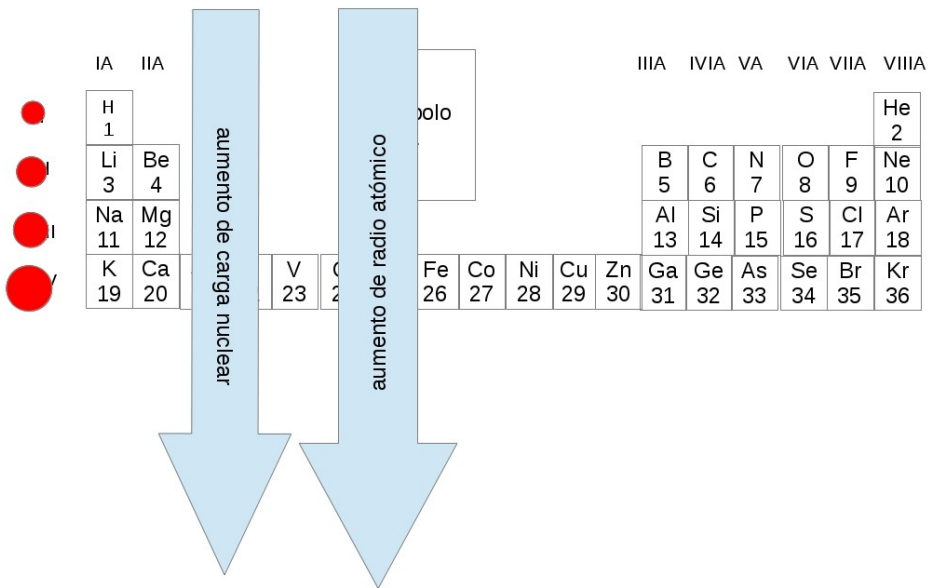 IA IIA IIIA IVIA VA VIA VIIA VIIIA
H He
1 2
Li Be B C N O F Ne
3 4 5 6 7 8 9 10
Na Mg Al Si P S Cl Ar
11 12 13 14 15 16 17 18
K Ca V Fe Co Ni Cu Zn Ga Ge As Se Br Kr
19 20 23 26 27 28 29 30 31 32 33 34 35 36
aumento de carga nuclear
aumento de radio atómico